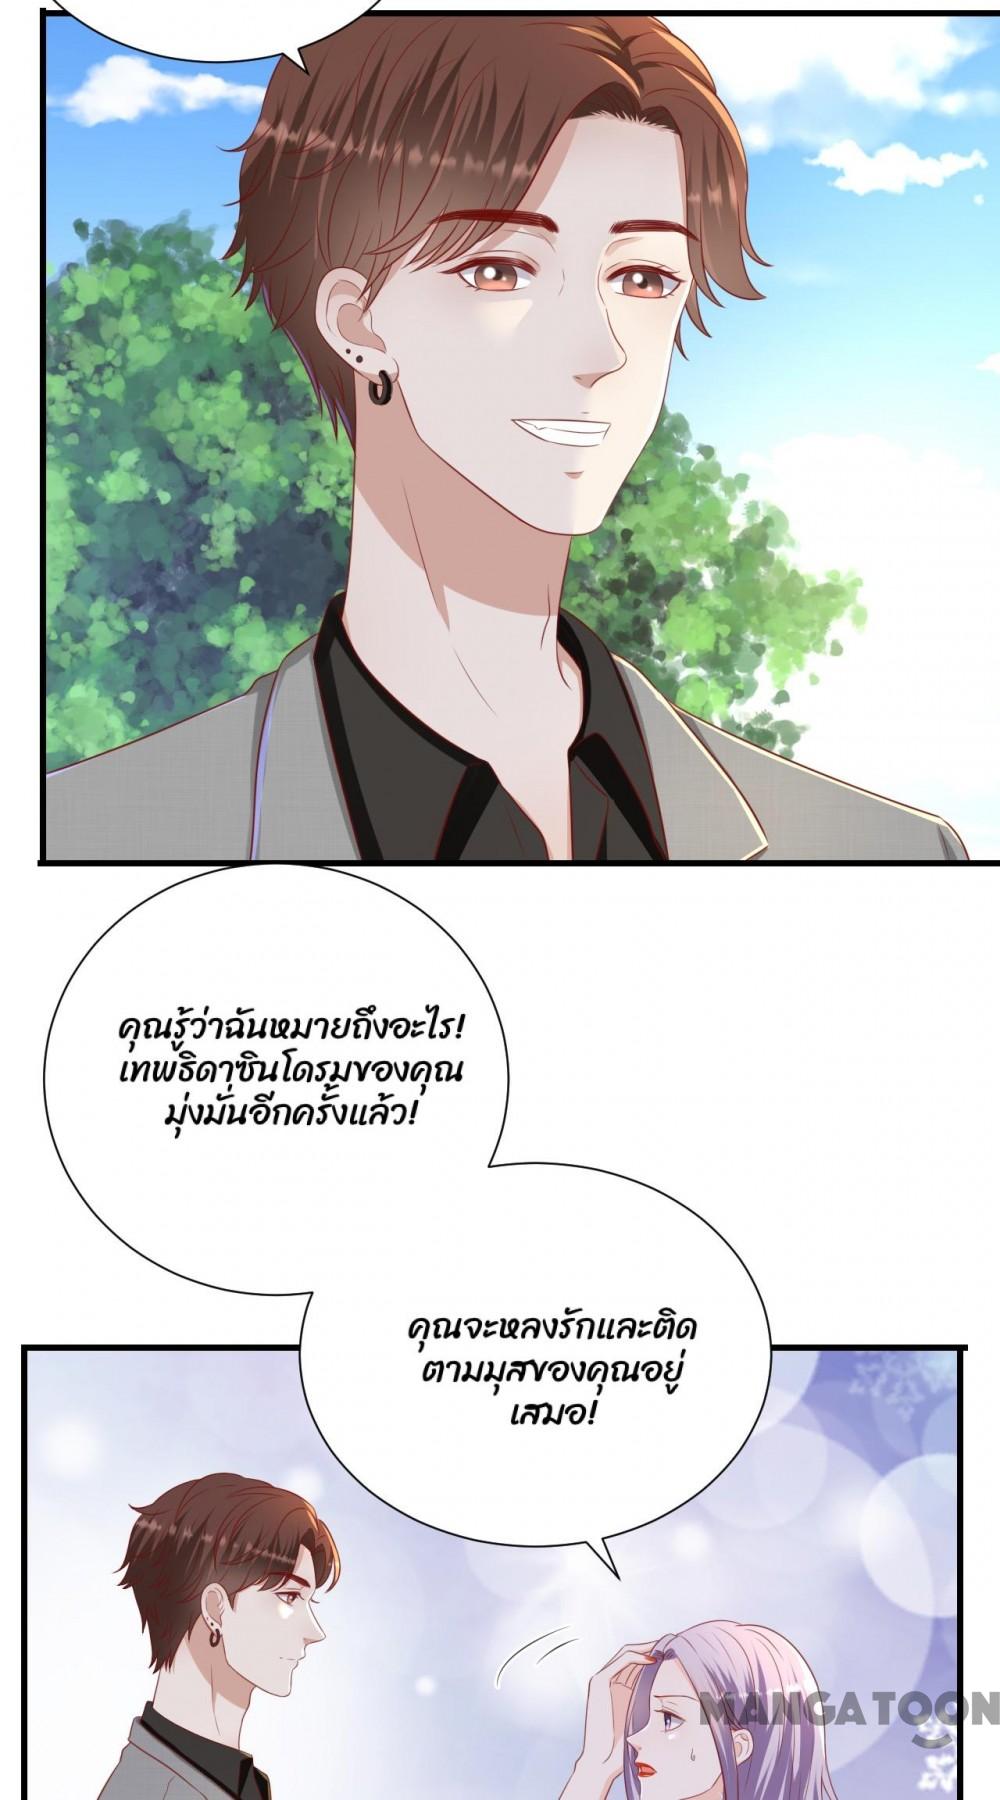 คุณรู้ว่าฉันหมายถึงอะไร!
เทพธิดาซินโดรมของคุณ
มุ่งมั่นอีกครั้งแล้ว!
คุณจะหลงรักและติด
ตามมุสของคุณอยู่
เสมอ!
MANGATOON